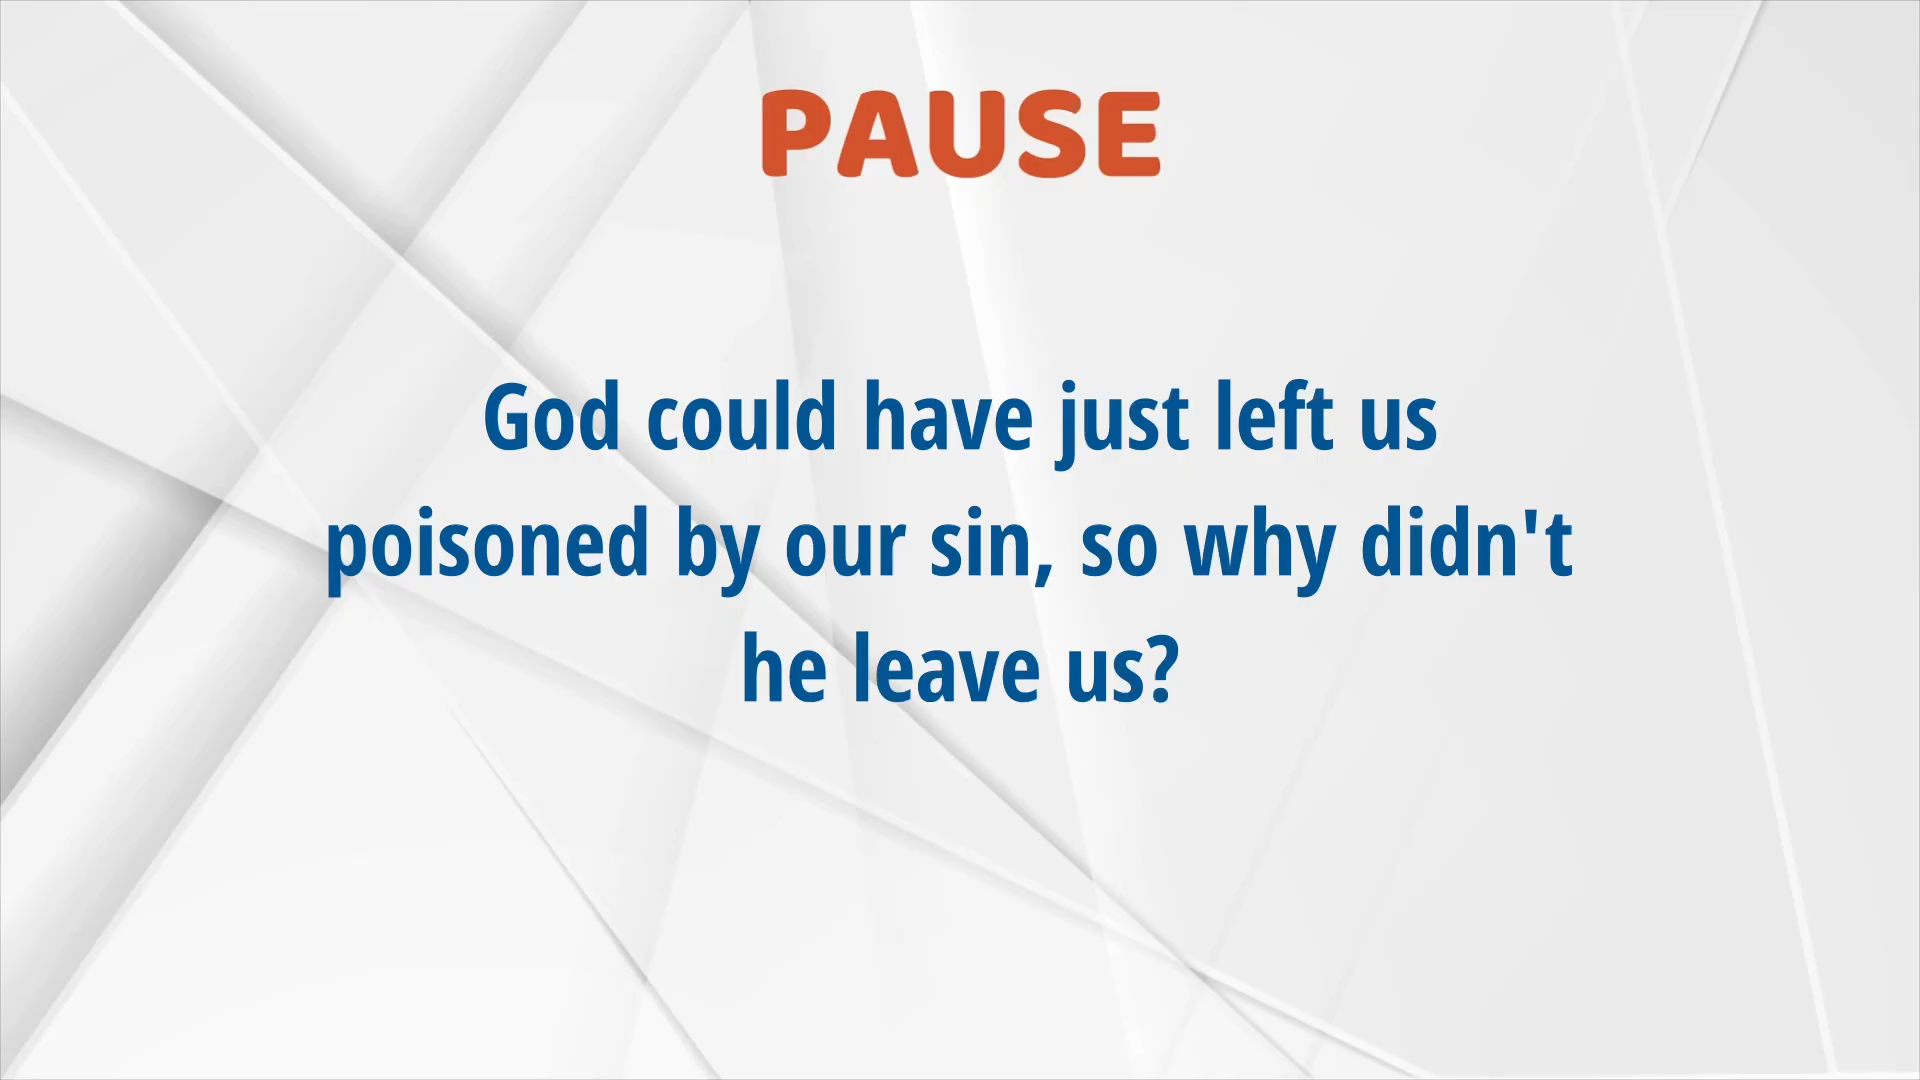 PAUSE
God could have just left us
poisoned by our sin, so why didn't
he leave us?